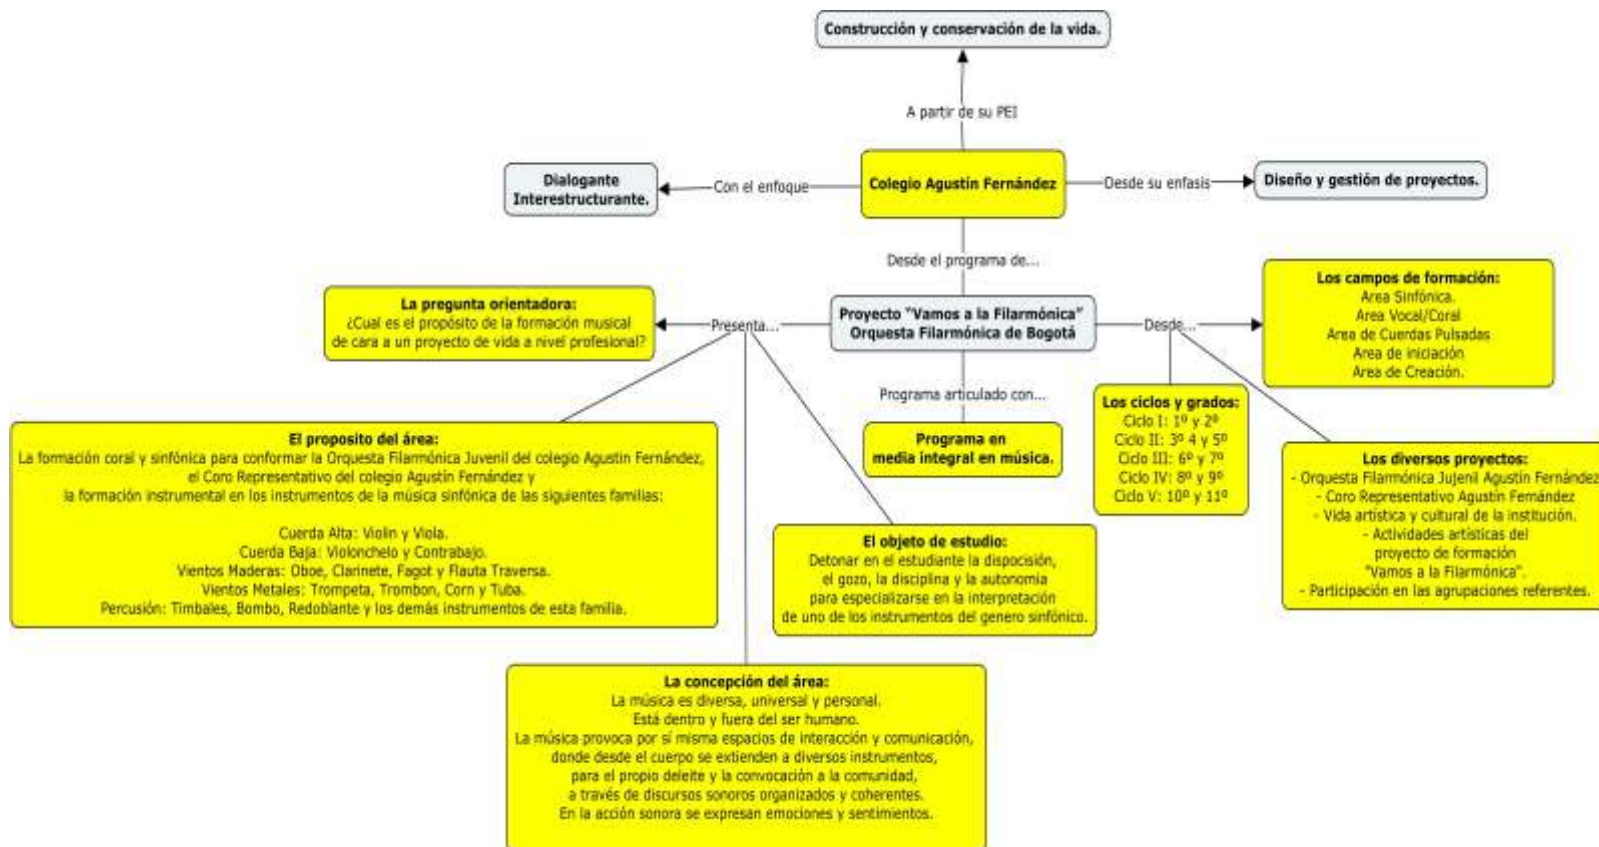 Construcción y conservación de la vida.
A partir de su PEI
Dialogante
Interestructurante.
Con el enfoque
Colegio Agustín Fernández
Desde su enfasis
Diseño y gestión de proyectos.
Desde el programa de...
La pregunta orientadora:
¿Cual es el propósito de la formación musical
de cara a un proyecto de vida a nivel profesional?
Presenta...
Proyecto "Vamos a la Filarmónica"
Orquesta Filarmónica de Bogotá
Desde...
Los campos de formación:
Area Sinfónica.
Area Vocal/Coral
Area de Cuerdas Pulsadas
Area de iniciación
Area de Creación.
Programa articulado con...
Programa en
media integral en música.
Los ciclos y grados:
Ciclo I: 1º y 2º
Ciclo II: 3º 4 y 5º
Ciclo III: 6º y 7º
Ciclo IV: 8º y 9º
Ciclo V: 10º y 11º
El proposito del área:
La formación coral y sinfónica para conformar la Orquesta Filarmónica Juvenil del colegio Agustin Fernández,
el Coro Representativo del colegio Agustín Fernández y
la formación instrumental en los instrumentos de la música sinfónica de las siguientes familias:
Cuerda Alta: Violin y Viola.
Cuerda Baja: Violonchelo y Contrabajo.
Vientos Maderas: Oboe, Clarinete, Fagot y Flauta Traversa.
Vientos Metales: Trompeta, Trombon, Corn y Tuba.
Percusión: Timbales, Bombo, Redoblante y los demás instrumentos de esta familia.
Los diversos proyectos:
- Orquesta Filarmónica Jujenil Agustín Fernández
- Coro Representativo Agustín Fernández
- Vida artística y cultural de la institución.
- Actividades artísticas del
proyecto de formación
"Vamos a la Filarmónica".
- Participación en las agrupaciones referentes.
El objeto de estudio:
Detonar en el estudiante la dispocisión,
el gozo, la disciplina y la autonomia
para especializarse en la interpretación
de uno de los instrumentos del genero sinfónico.
La concepción del área:
La música es diversa, universal y personal.
Está dentro y fuera del ser humano.
La música provoca por sí misma espacios de interacción y comunicación,
donde desde el cuerpo se extienden a diversos instrumentos,
para el propio deleite y la convocación a la comunidad,
a través de discursos sonoros organizados y coherentes.
En la acción sonora se expresan emociones y sentimientos.